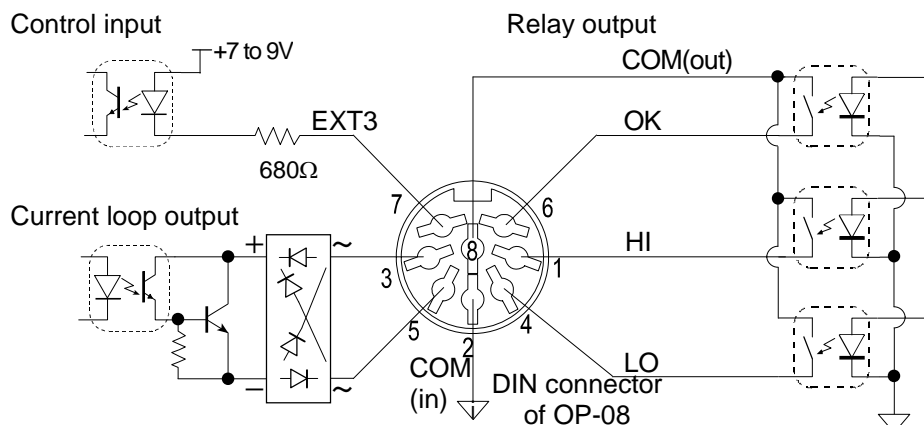 Control input
Relay output
+7 to 9V
COM(out)
EXT3
OK
680Ω
7
6
Current loop output
+
~
8
HI
3
1
5
4
2
−
~
COM
(in)
LO
DIN connector
of OP-08